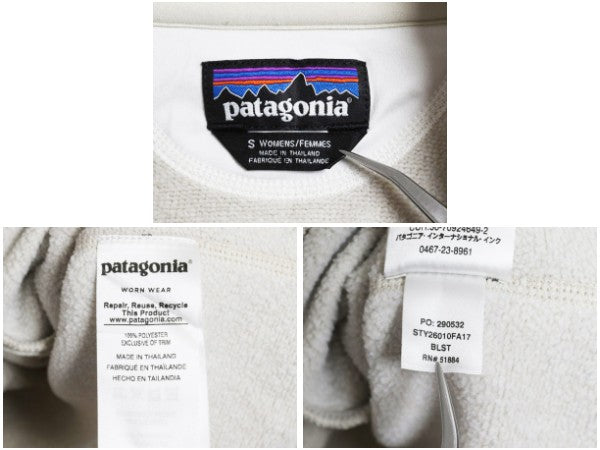 patagonia®
S WOMENS/FEMMES
MADE IN THAILAND
FABRIQUÉ EN THAÏLANDE
patagonia®
WORN WEAR
Repair, Reuse, Recycle
This Product
www.patagonia.com/
100% POLYESTER
EXCLUSIVE OF TRIM
MADE IN THAILAND
FABRIQUÉ EN THAÏLANDE
HECHO EN TAILANDIA
パタゴニア・インターナショナル・インク
0467-23-8961
PO: 290532
STY26010FA17
BLST
RN# 51884